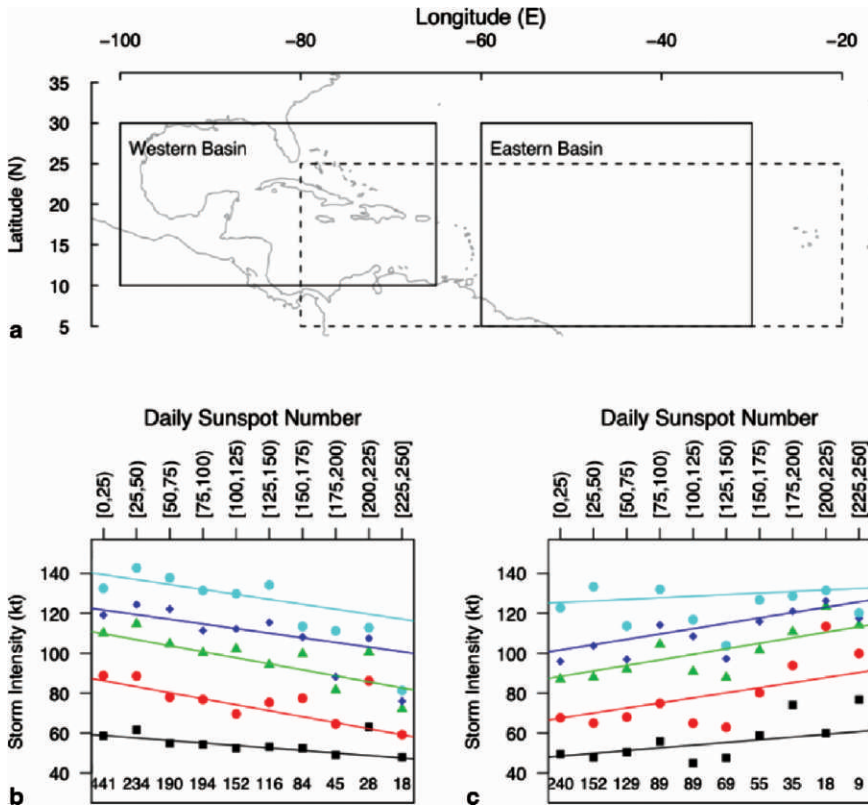 Longitude (E)
−100 −80 −60 −40 −20
35
30
25
20
15
10
5
Latitude (N)
Western Basin
Eastern Basin
a
Daily Sunspot Number
[0,25) [25,50) [50,75) [75,100) [100,125) [125,150) [150,175) [175,200) [200,225) [225,250]
140
120
100
80
60
40
Storm Intensity (kt)
441 234 190 194 152 116 84 45 28 18
b
Daily Sunspot Number
[0,25) [25,50) [50,75) [75,100) [100,125) [125,150) [150,175) [175,200) [200,225) [225,250]
140
120
100
80
60
40
Storm Intensity (kt)
240 152 129 89 89 69 55 35 18 9
c